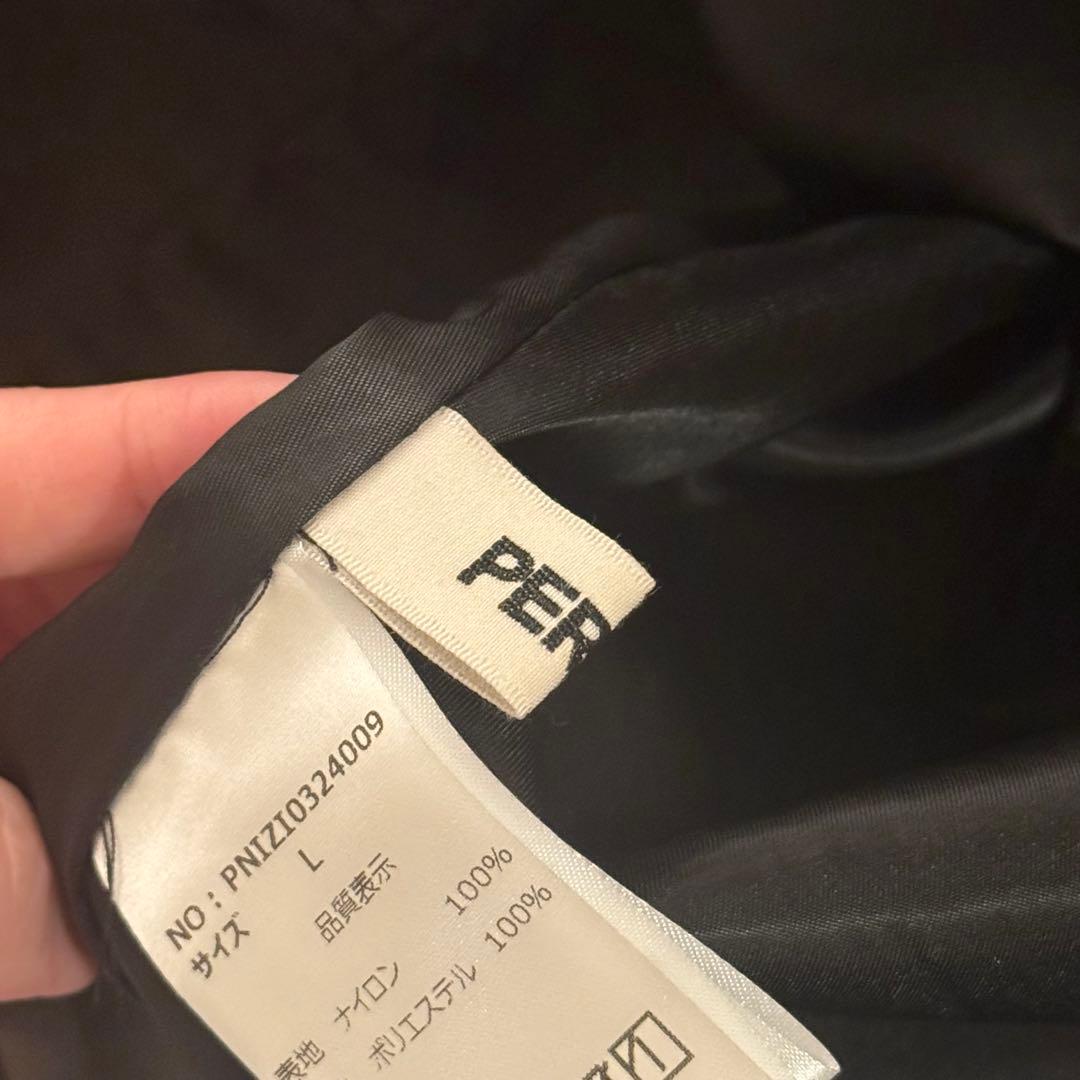 PER
NO：PNIZI0324009
サイズ L
品質表示
表地 ナイロン 100%
ポリエステル 100%